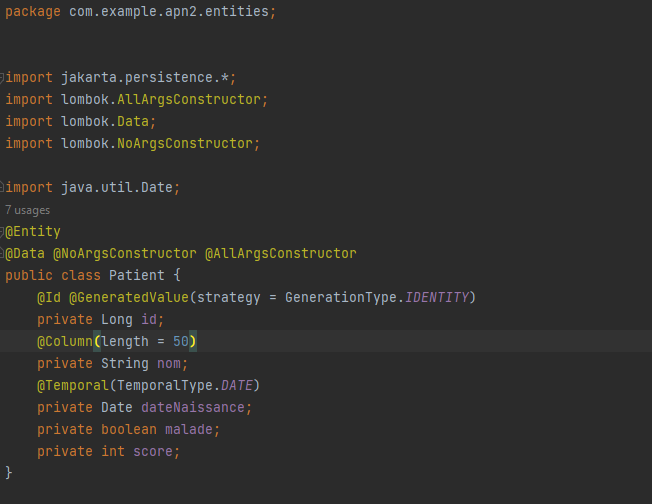 package com.example.apn2.entities;
import jakarta.persistence.*;
import lombok.AllArgsConstructor;
import lombok.Data;
import lombok.NoArgsConstructor;
import java.util.Date;
7 usages
@Entity
@Data @NoArgsConstructor @AllArgsConstructor
public class Patient {
    @Id @GeneratedValue(strategy = GenerationType.IDENTITY)
    private Long id;
    @Column(length = 50)
    private String nom;
    @Temporal(TemporalType.DATE)
    private Date dateNaissance;
    private boolean malade;
    private int score;
}